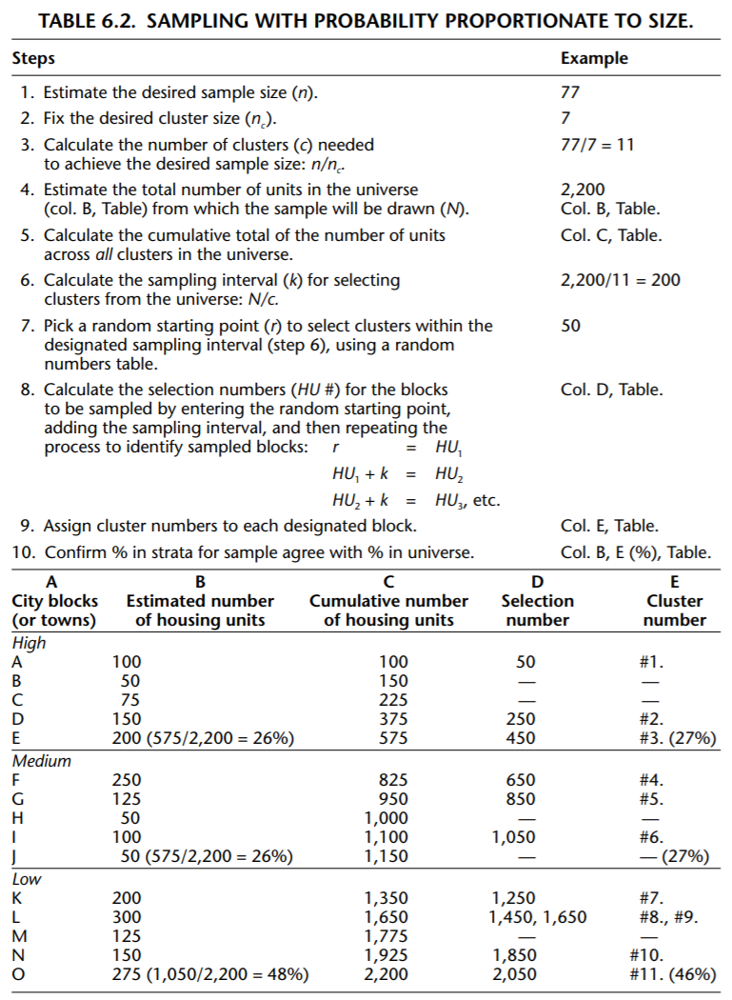 TABLE 6.2. SAMPLING WITH PROBABILITY PROPORTIONATE TO SIZE.
Steps Example
1. Estimate the desired sample size (n). 77
2. Fix the desired cluster size (nc). 7
3. Calculate the number of clusters (c) needed 77/7 = 11
to achieve the desired sample size: n/nc.
4. Estimate the total number of units in the universe 2,200
(col. B, Table) from which the sample will be drawn (N). Col. B, Table.
5. Calculate the cumulative total of the number of units Col. C, Table.
across all clusters in the universe.
6. Calculate the sampling interval (k) for selecting 2,200/11 = 200
clusters from the universe: N/c.
7. Pick a random starting point (r) to select clusters within the 50
designated sampling interval (step 6), using a random
numbers table.
8. Calculate the selection numbers (HU #) for the blocks Col. D, Table.
to be sampled by entering the random starting point,
adding the sampling interval, and then repeating the
process to identify sampled blocks: r = HU1
HU1 + k = HU2
HU2 + k = HU3, etc.
9. Assign cluster numbers to each designated block. Col. E, Table.
10. Confirm % in strata for sample agree with % in universe. Col. B, E (%), Table.
A B C D E
City blocks Estimated number Cumulative number Selection Cluster
(or towns) of housing units of housing units number number
High
A 100 100 50 #1.
B 50 150 — —
C 75 225 — —
D 150 375 250 #2.
E 200 (575/2,200 = 26%) 575 450 #3. (27%)
Medium
F 250 825 650 #4.
G 125 950 850 #5.
H 50 1,000 — —
I 100 1,100 1,050 #6.
J 50 (575/2,200 = 26%) 1,150 — — (27%)
Low
K 200 1,350 1,250 #7.
L 300 1,650 1,450, 1,650 #8., #9.
M 125 1,775 — —
N 150 1,925 1,850 #10.
O 275 (1,050/2,200 = 48%) 2,200 2,050 #11. (46%)